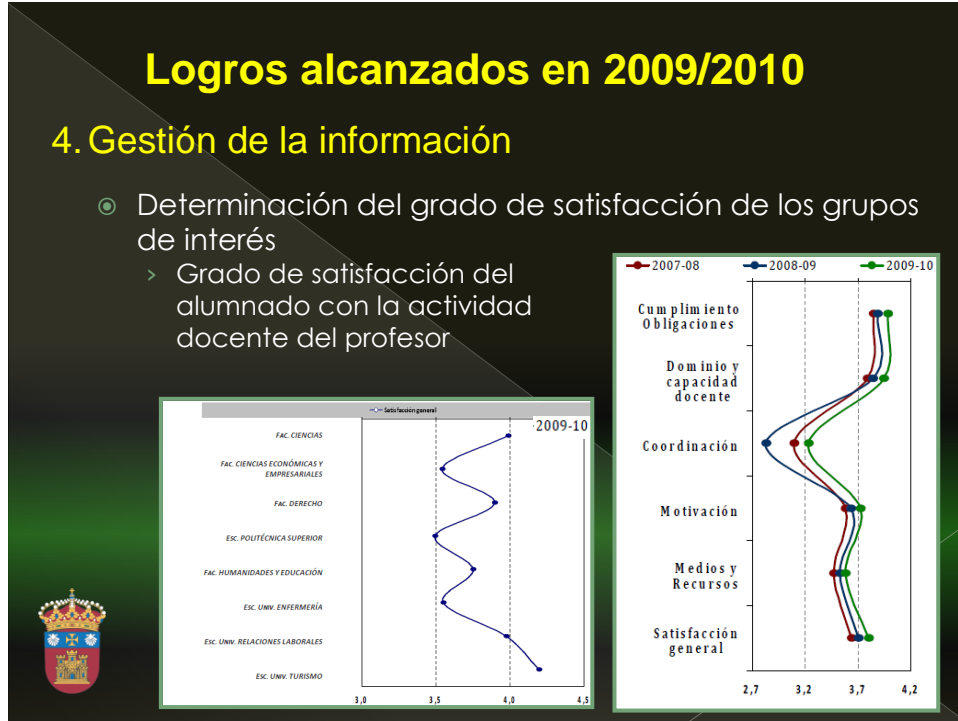 Logros alcanzados en 2009/2010
4. Gestión de la información
Determinación del grado de satisfacción de los grupos
de interés
› Grado de satisfacción del
alumnado con la actividad
docente del profesor
Satisfacción general
2009-10
FAC. CIENCIAS
FAC. CIENCIAS ECONÓMICAS Y
EMPRESARIALES
FAC. DERECHO
ESC. POLITÉCNICA SUPERIOR
FAC. HUMANIDADES Y EDUCACIÓN
ESC. UNIV. ENFERMERÍA
ESC. UNIV. RELACIONES LABORALES
ESC. UNIV. TURISMO
3,0 3,5 4,0 4,5
2007-08 2008-09 2009-10
Cumplimiento
Obligaciones
Dominio y
capacidad
docente
Coordinación
Motivación
Medios y
Recursos
Satisfacción
general
2,7 3,2 3,7 4,2